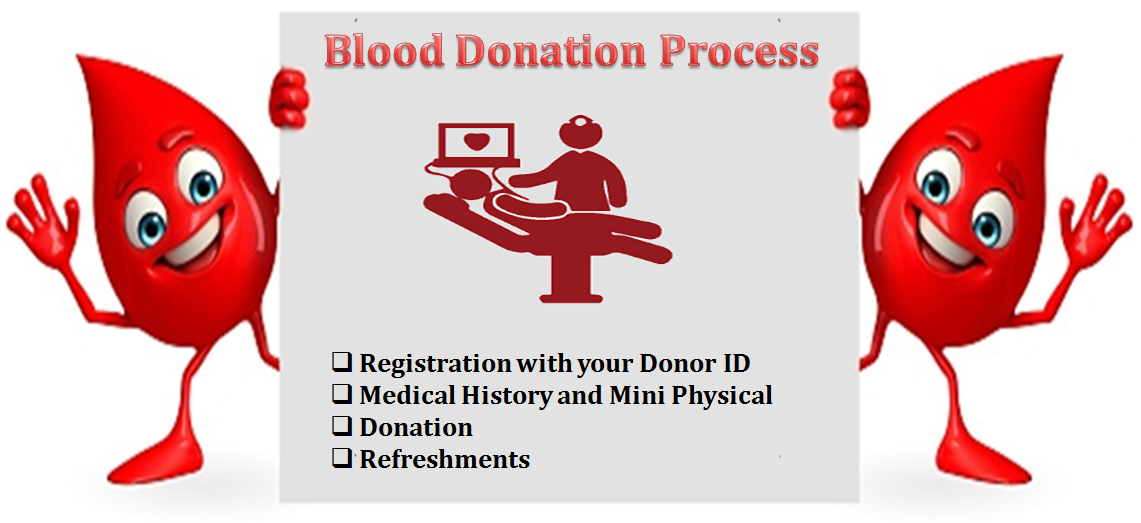 Blood Donation Process
❑ Registration with your Donor ID
❑ Medical History and Mini Physical
❑ Donation
❑ Refreshments